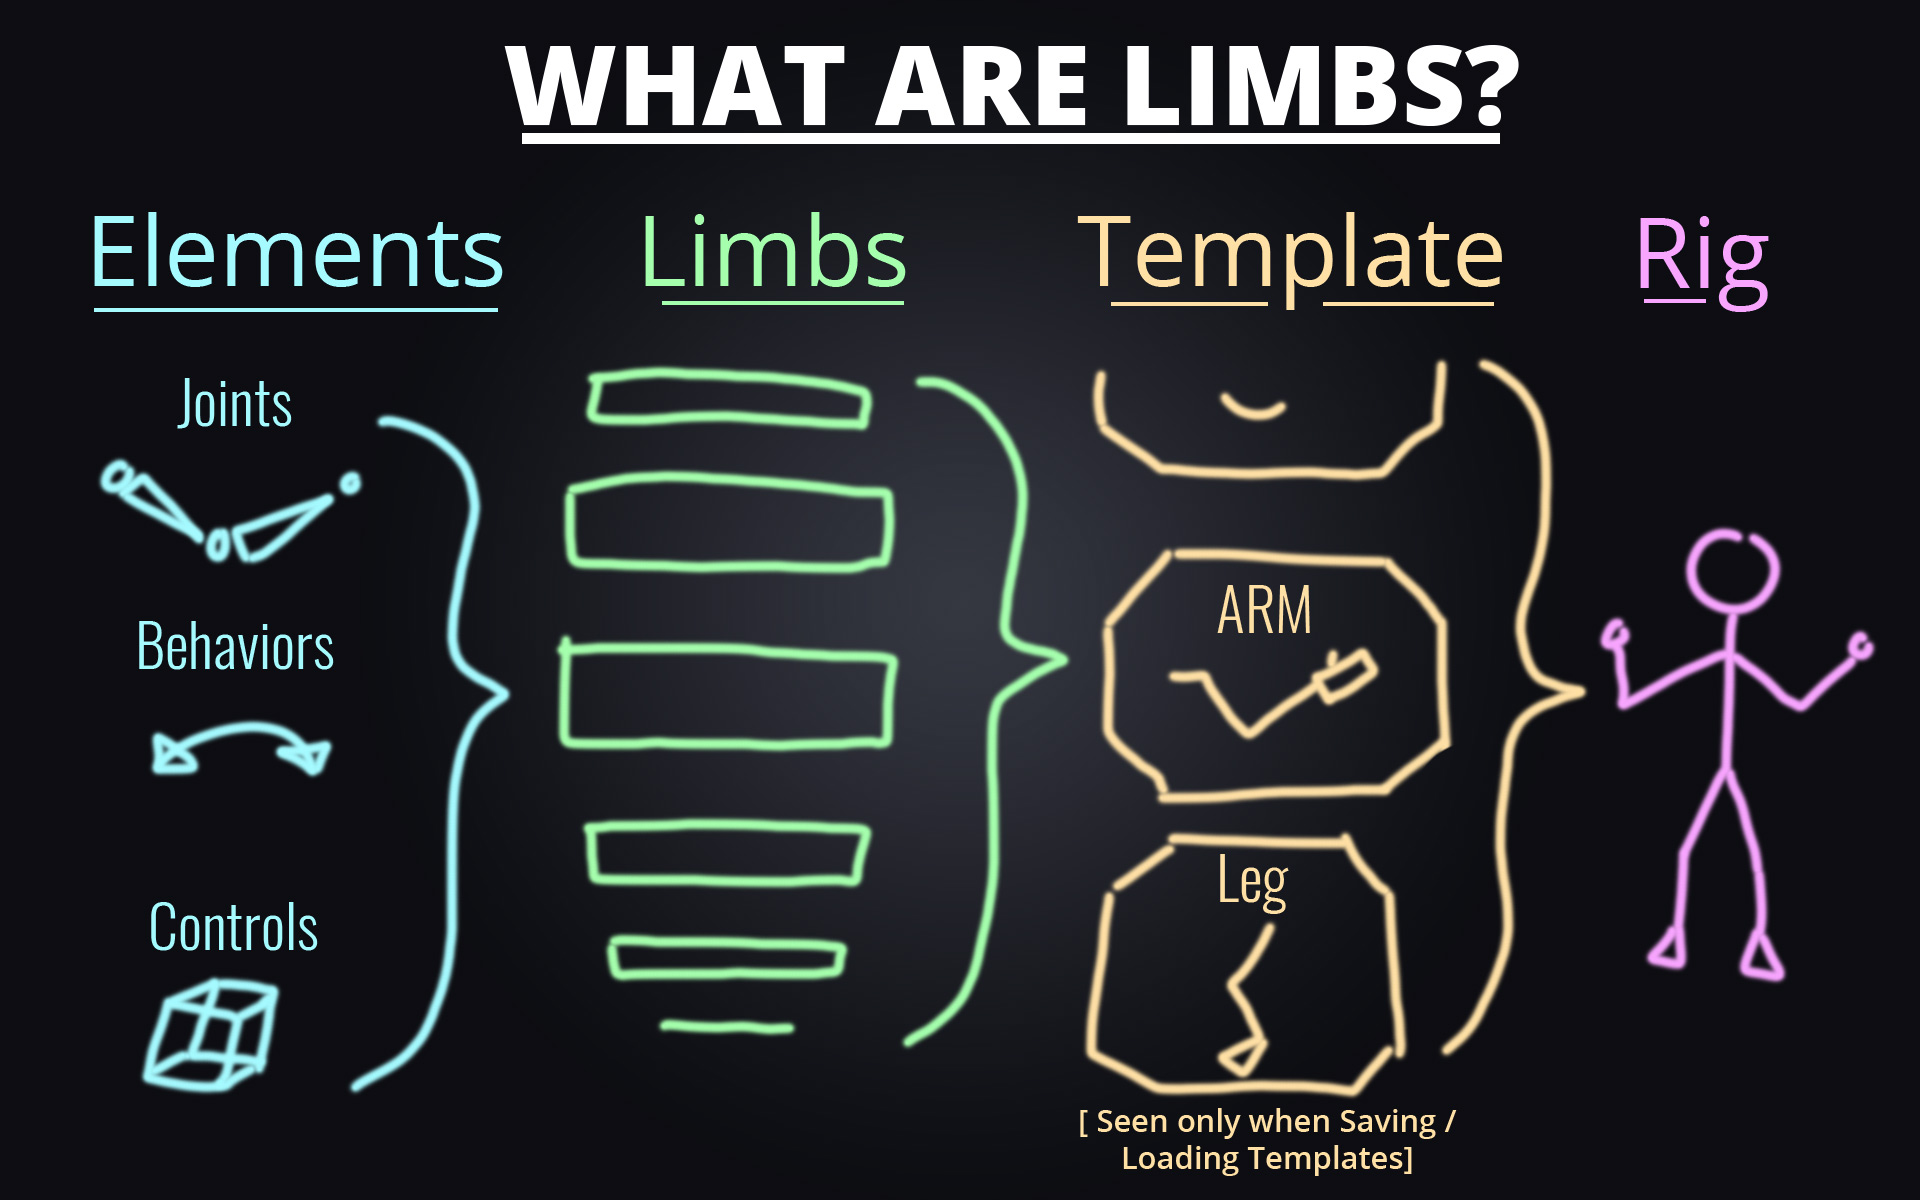 WHAT ARE LIMBS?
Elements
Limbs
Template
Rig
Joints
Behaviors
Controls
ARM
Leg
[ Seen only when Saving /
Loading Templates]